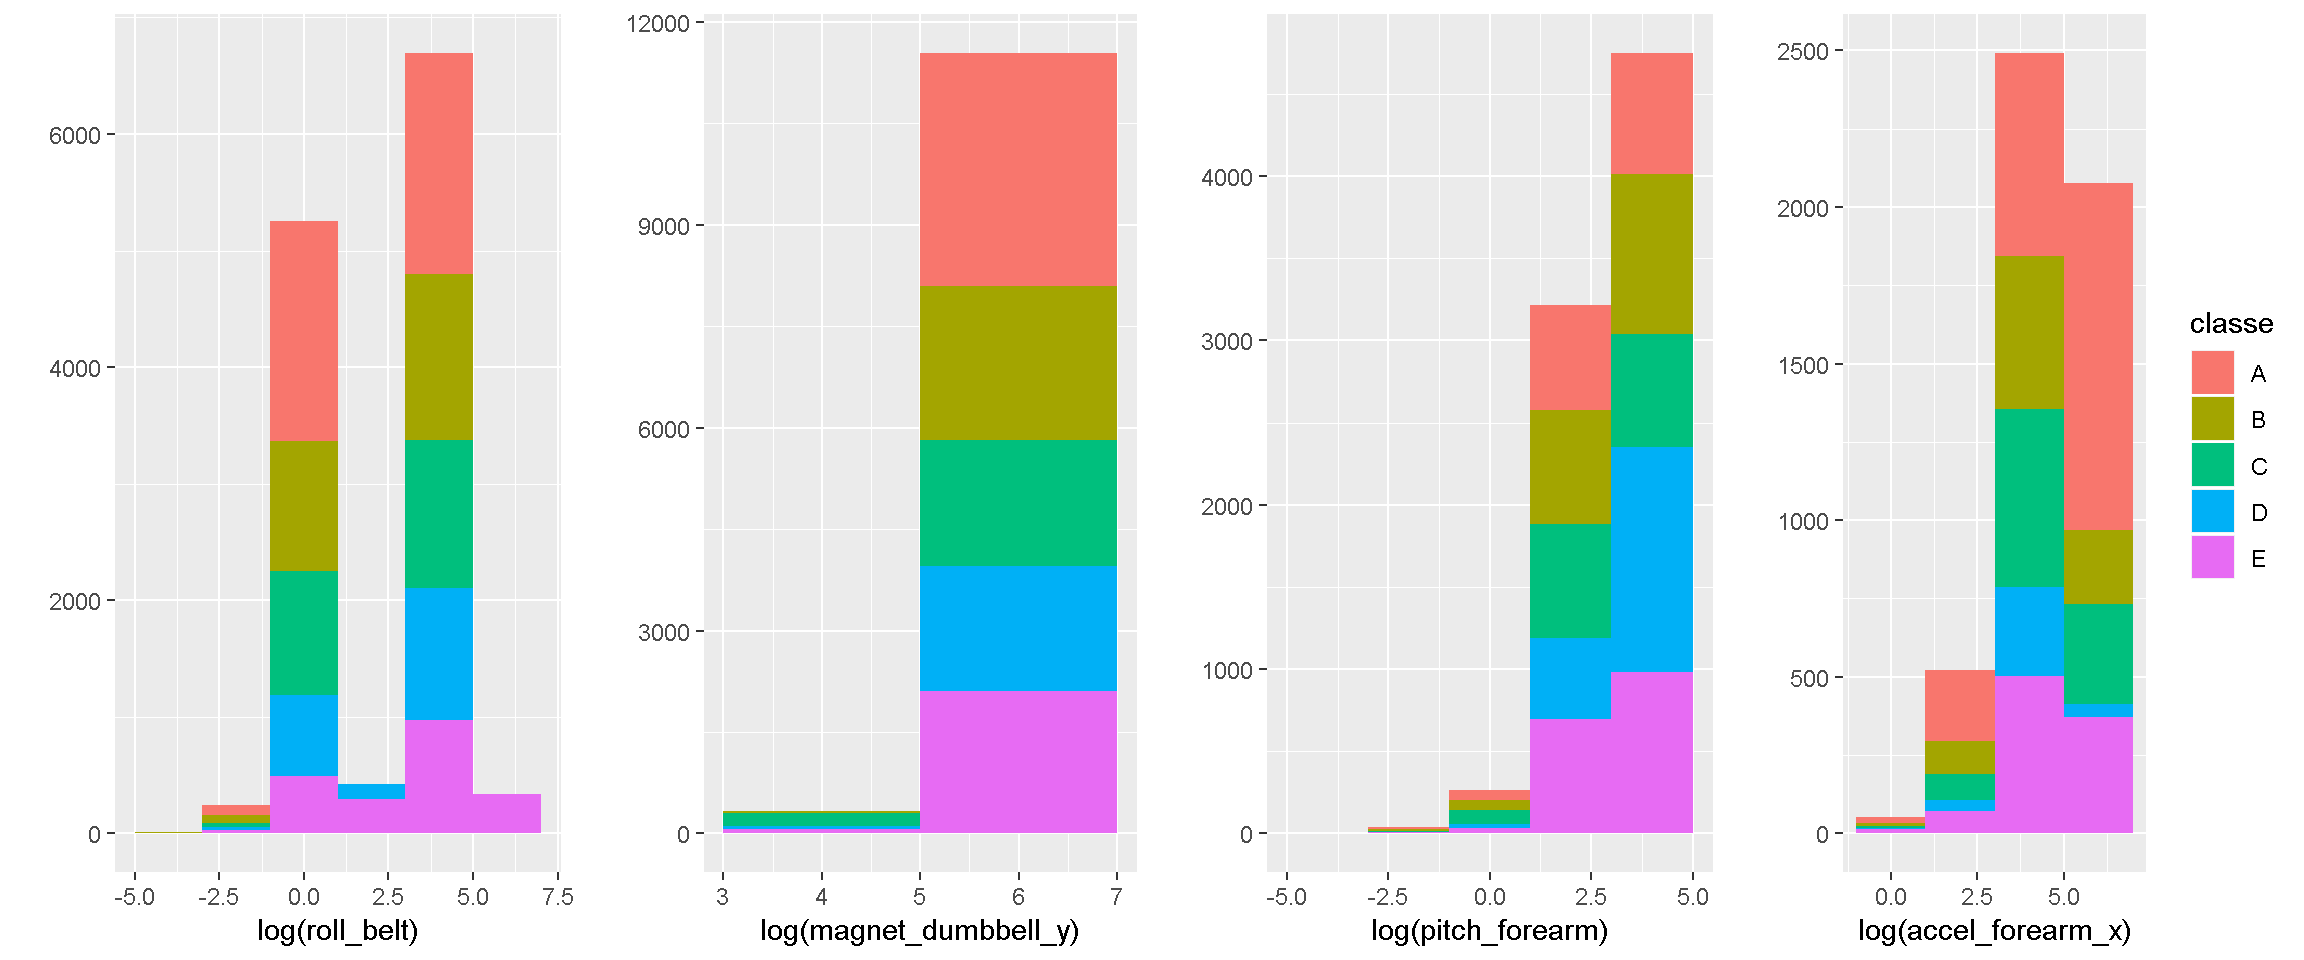 6000
4000
2000
0
-5.0 -2.5 0.0 2.5 5.0 7.5
log(roll_belt)
12000
9000
6000
3000
0
3 4 5 6 7
log(magnet_dumbbell_y)
4000
3000
2000
1000
0
-5.0 -2.5 0.0 2.5 5.0
log(pitch_forearm)
2500
2000
1500
1000
500
0
0.0 2.5 5.0
log(accel_forearm_x)
classe
A
B
C
D
E